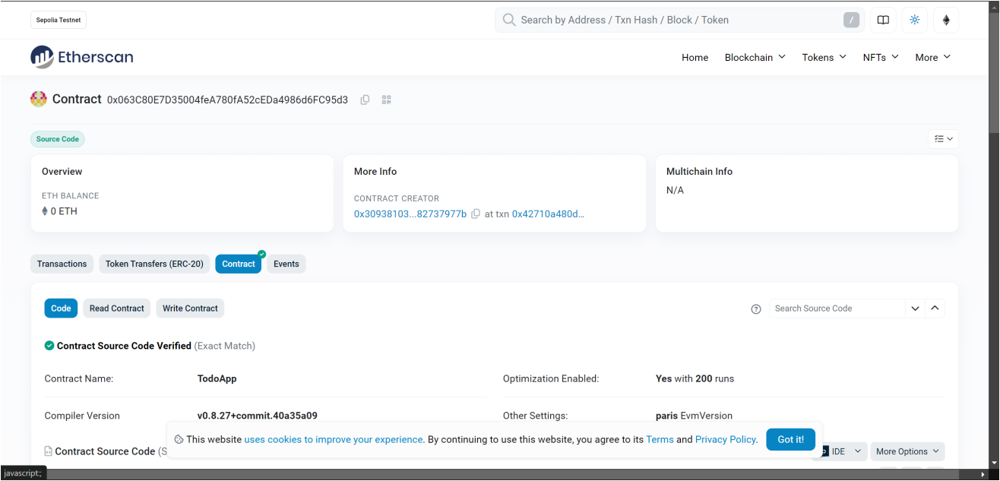 Sepolia Testnet
Search by Address / Txn Hash / Block / Token
/
Etherscan
Home Blockchain Tokens NFTs More
Contract 0x063C80E7D35004feA780fA52cEDa4986d6FC95d3
Source Code
Overview
ETH BALANCE
0 ETH
More Info
CONTRACT CREATOR
0x30938103...82737977b at txn 0x42710a480d...
Multichain Info
N/A
Transactions Token Transfers (ERC-20) Contract Events
Code Read Contract Write Contract
Search Source Code
Contract Source Code Verified (Exact Match)
Contract Name: TodoApp
Optimization Enabled: Yes with 200 runs
Compiler Version v0.8.27+commit.40a35a09
Other Settings: paris EvmVersion
This website uses cookies to improve your experience. By continuing to use this website, you agree to its Terms and Privacy Policy. Got it!
Contract Source Code (S
IDE More Options
javascript:;